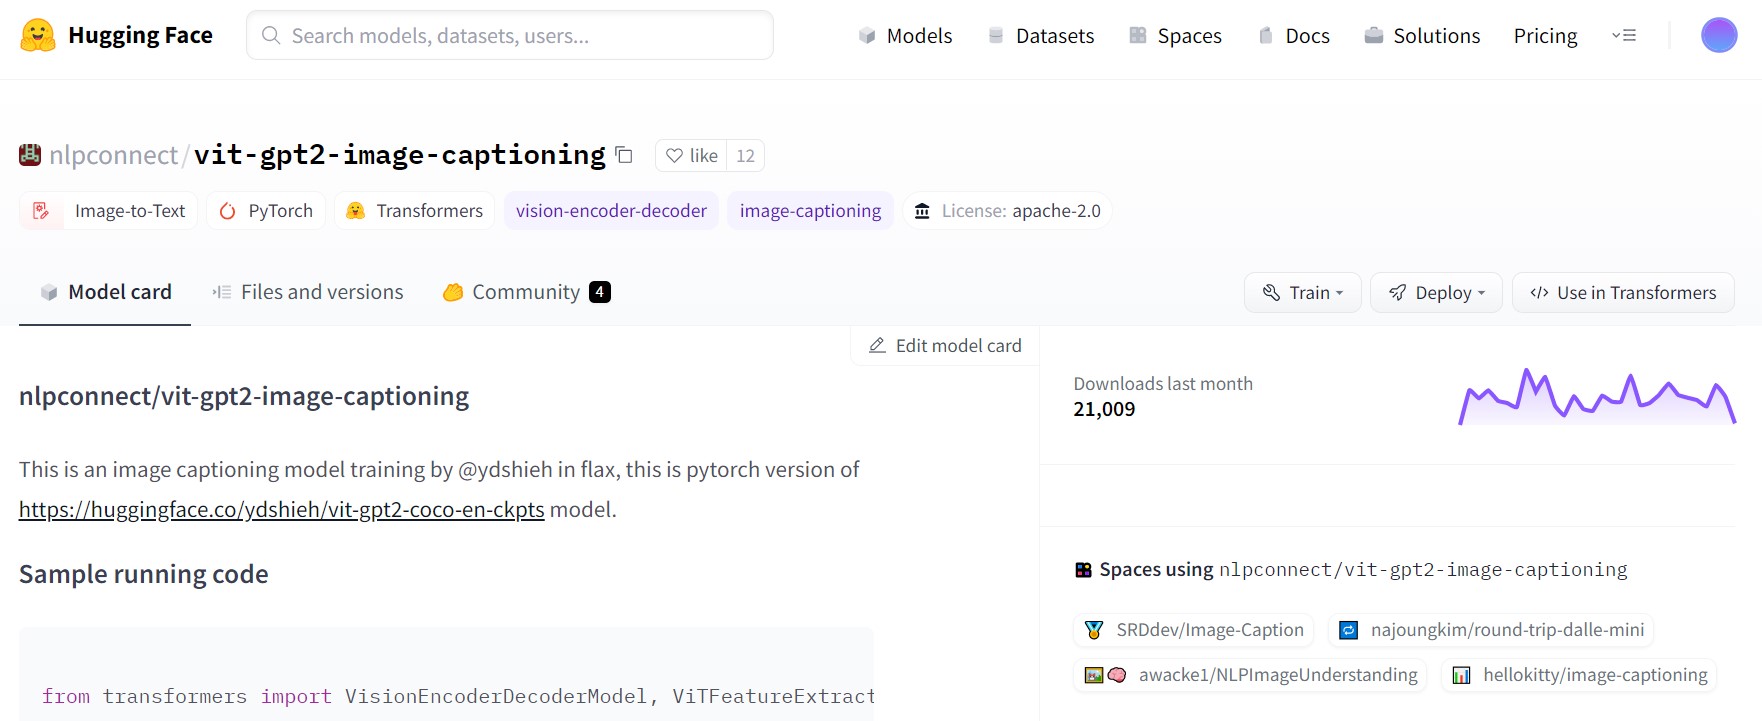 Hugging Face
Search models, datasets, users...
Models
Datasets
Spaces
Docs
Solutions
Pricing
nlpconnect/vit-gpt2-image-captioning
like 12
Image-to-Text
PyTorch
Transformers
vision-encoder-decoder
image-captioning
License: apache-2.0
Model card
Files and versions
Community 4
Train
Deploy
</> Use in Transformers
Edit model card
nlpconnect/vit-gpt2-image-captioning
This is an image captioning model training by @ydshieh in flax, this is pytorch version of
https://huggingface.co/ydshieh/vit-gpt2-coco-en-ckpts model.
Sample running code
from transformers import VisionEncoderDecoderModel, ViTFeatureExtract
Downloads last month
21,009
Spaces using nlpconnect/vit-gpt2-image-captioning
SRDdev/Image-Caption
najoungkim/round-trip-dalle-mini
awacke1/NLPImageUnderstanding
hellokitty/image-captioning